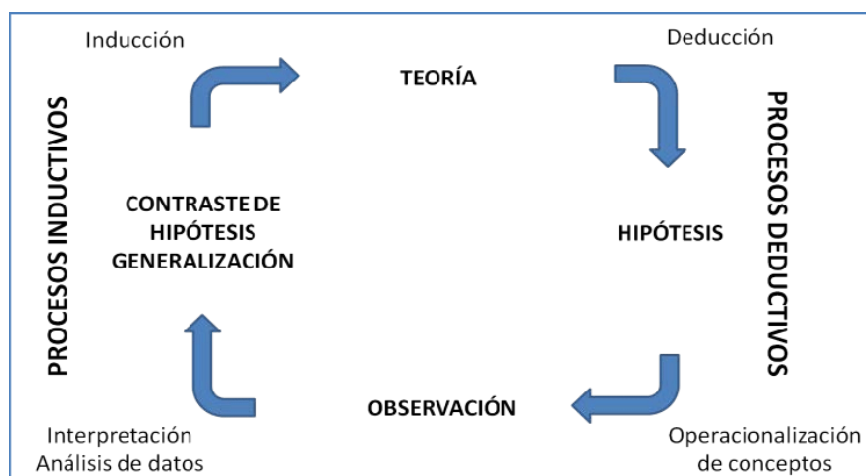 Inducción
Deducción
TEORÍA
PROCESOS INDUCTIVOS
PROCESOS DEDUCTIVOS
CONTRASTE DE
HIPÓTESIS
GENERALIZACIÓN
HIPÓTESIS
OBSERVACIÓN
Interpretación
Análisis de datos
Operacionalización
de conceptos